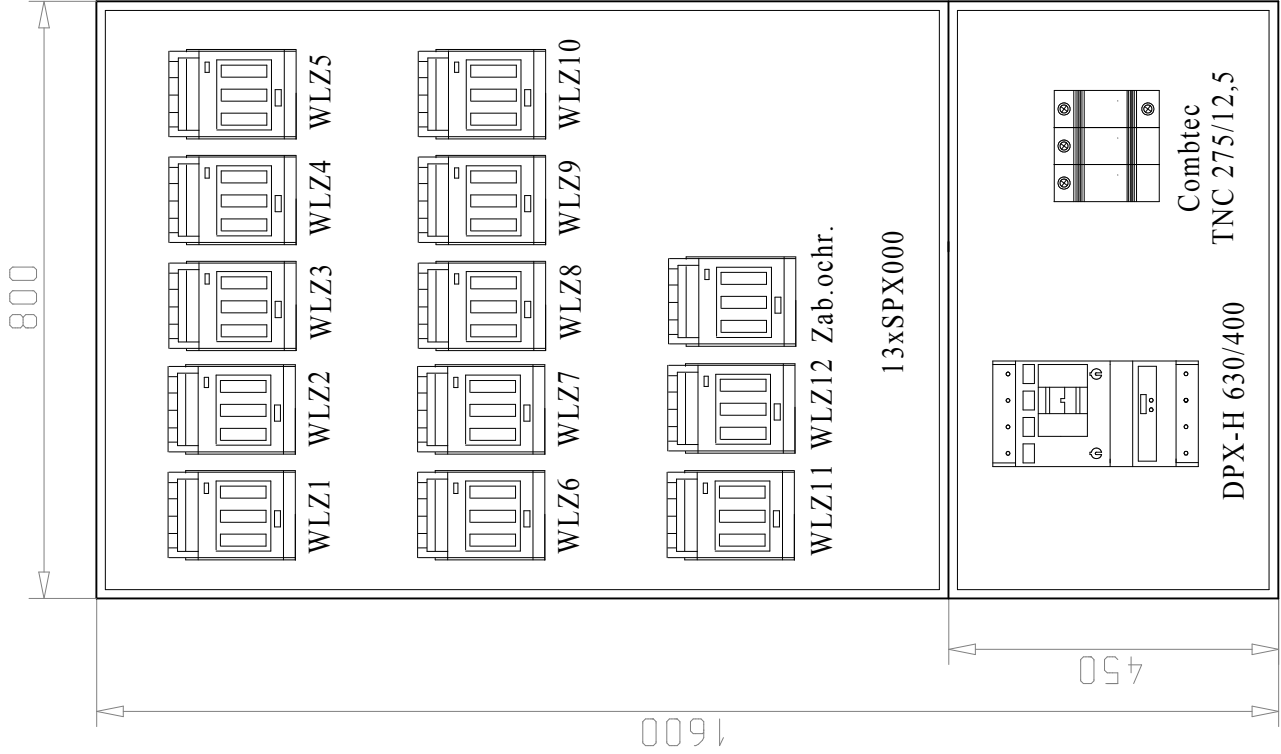 800
WLZ1 WLZ2 WLZ3 WLZ4 WLZ5
WLZ6 WLZ7 WLZ8 WLZ9 WLZ10
WLZ11 WLZ12 Zab.ochr.
13xSPX000
Combtec
TNC 275/12,5
DPX-H 630/400
450
1600